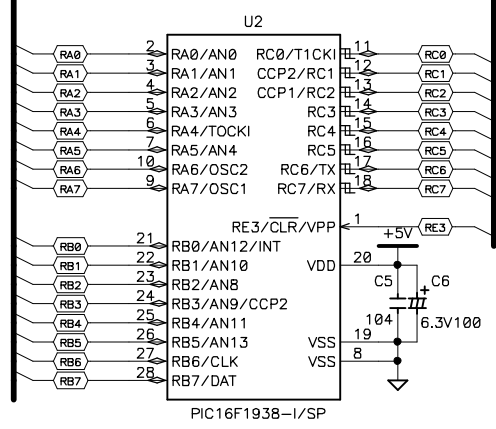 U2
RA0 2 RA0/AN0 RC0/T1CKI 11 RC0
RA1 3 RA1/AN1 CCP2/RC1 12 RC1
RA2 4 RA2/AN2 CCP1/RC2 13 RC2
RA3 5 RA3/AN3 RC3 14 RC3
RA4 6 RA4/TOCKI RC4 15 RC4
RA5 7 RA5/AN4 RC5 16 RC5
RA6 10 RA6/OSC2 RC6/TX 17 RC6
RA7 9 RA7/OSC1 RC7/RX 18 RC7
RE3/CLR/VPP 1 RE3
+5V
RB0 21 RB0/AN12/INT
RB1 22 RB1/AN10 VDD 20
RB2 23 RB2/AN8 C5 + C6
RB3 24 RB3/AN9/CCP2
RB4 25 RB4/AN11 104 6.3V100
RB5 26 RB5/AN13 VSS 19
RB6 27 RB6/CLK VSS 8
RB7 28 RB7/DAT
PIC16F1938-I/SP